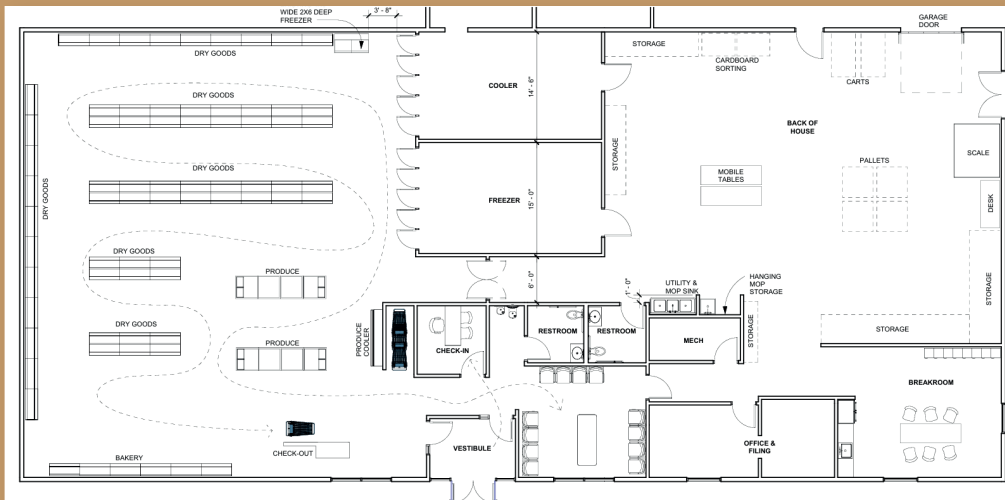 WIDE 2X6 DEEP
FREEZER
3' - 8"
GARAGE
DOOR
DRY GOODS
STORAGE
CARDBOARD
SORTING
CARTS
COOLER
14' - 6"
DRY GOODS
BACK OF
HOUSE
SCALE
DRY GOODS
DRY GOODS
STORAGE
MOBILE
TABLES
PALLETS
DESK
FREEZER
15' - 0"
DRY GOODS
PRODUCE
6' - 0"
1' - 0"
UTILITY &
MOP SINK
HANGING
MOP
STORAGE
STORAGE
DRY GOODS
PRODUCE
PRODUCE
COOLER
CHECK-IN
RESTROOM
RESTROOM
MECH
STORAGE
STORAGE
BREAKROOM
CHECK-OUT
VESTIBULE
OFFICE &
FILING
BAKERY